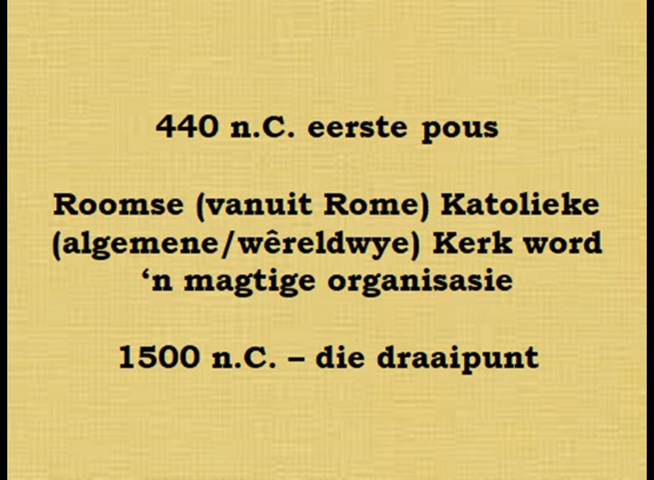 440 n.C. eerste pous
Roomse (vanuit Rome) Katolieke
(algemene/wêreldwye) Kerk word
‘n magtige organisasie
1500 n.C. – die draaipunt